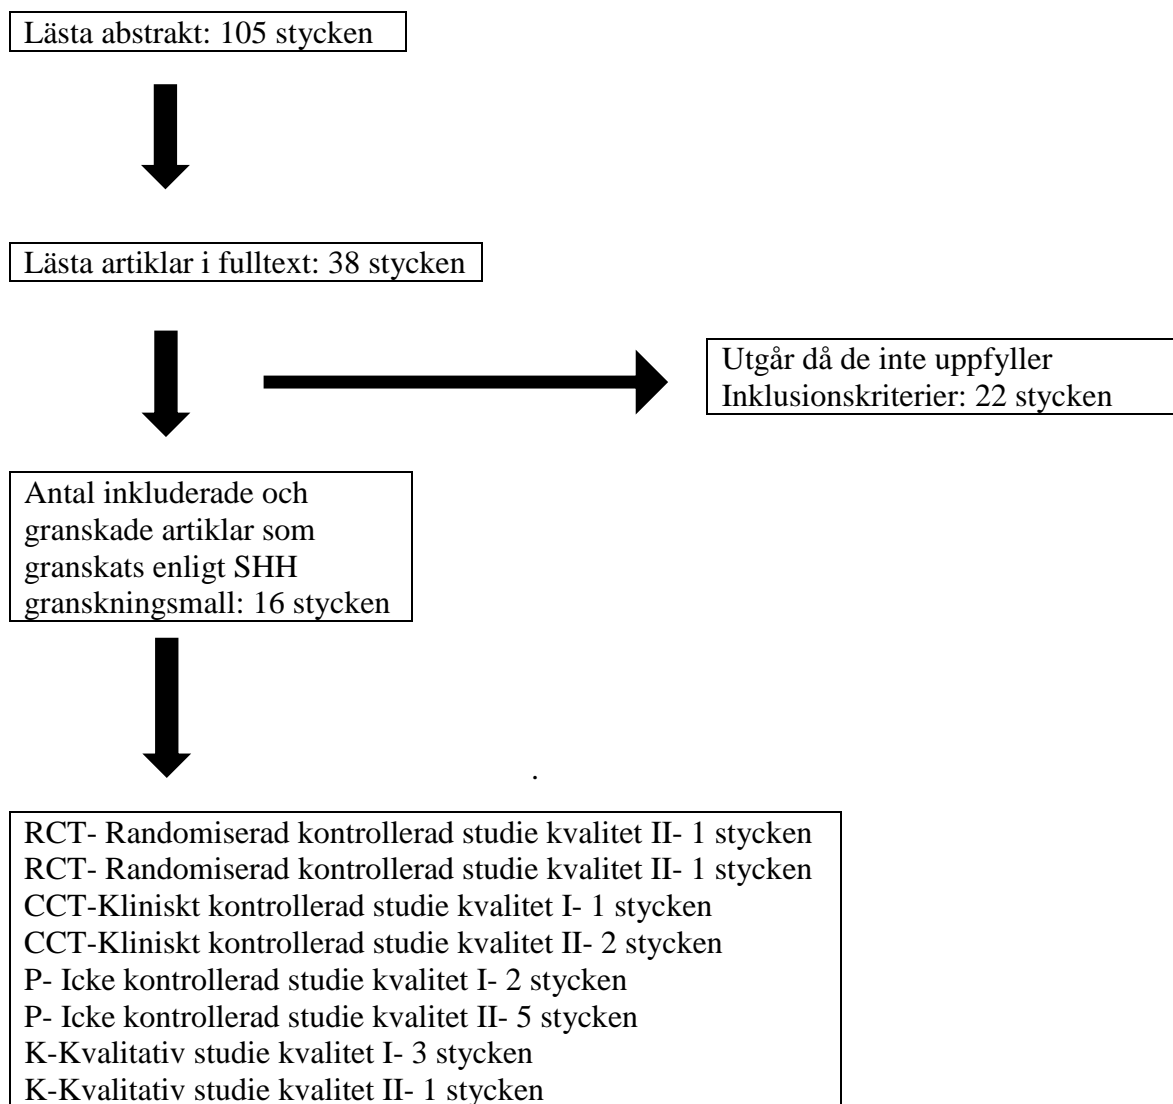 Lästa abstrakt: 105 stycken
Lästa artiklar i fulltext: 38 stycken
Utgår då de inte uppfyller
Inklusionskriterier: 22 stycken
Antal inkluderade och
granskade artiklar som
granskats enligt SHH
granskningsmall: 16 stycken
.
RCT- Randomiserad kontrollerad studie kvalitet II- 1 stycken
RCT- Randomiserad kontrollerad studie kvalitet II- 1 stycken
CCT-Kliniskt kontrollerad studie kvalitet I- 1 stycken
CCT-Kliniskt kontrollerad studie kvalitet II- 2 stycken
P- Icke kontrollerad studie kvalitet I- 2 stycken
P- Icke kontrollerad studie kvalitet II- 5 stycken
K-Kvalitativ studie kvalitet I- 3 stycken
K-Kvalitativ studie kvalitet II- 1 stycken